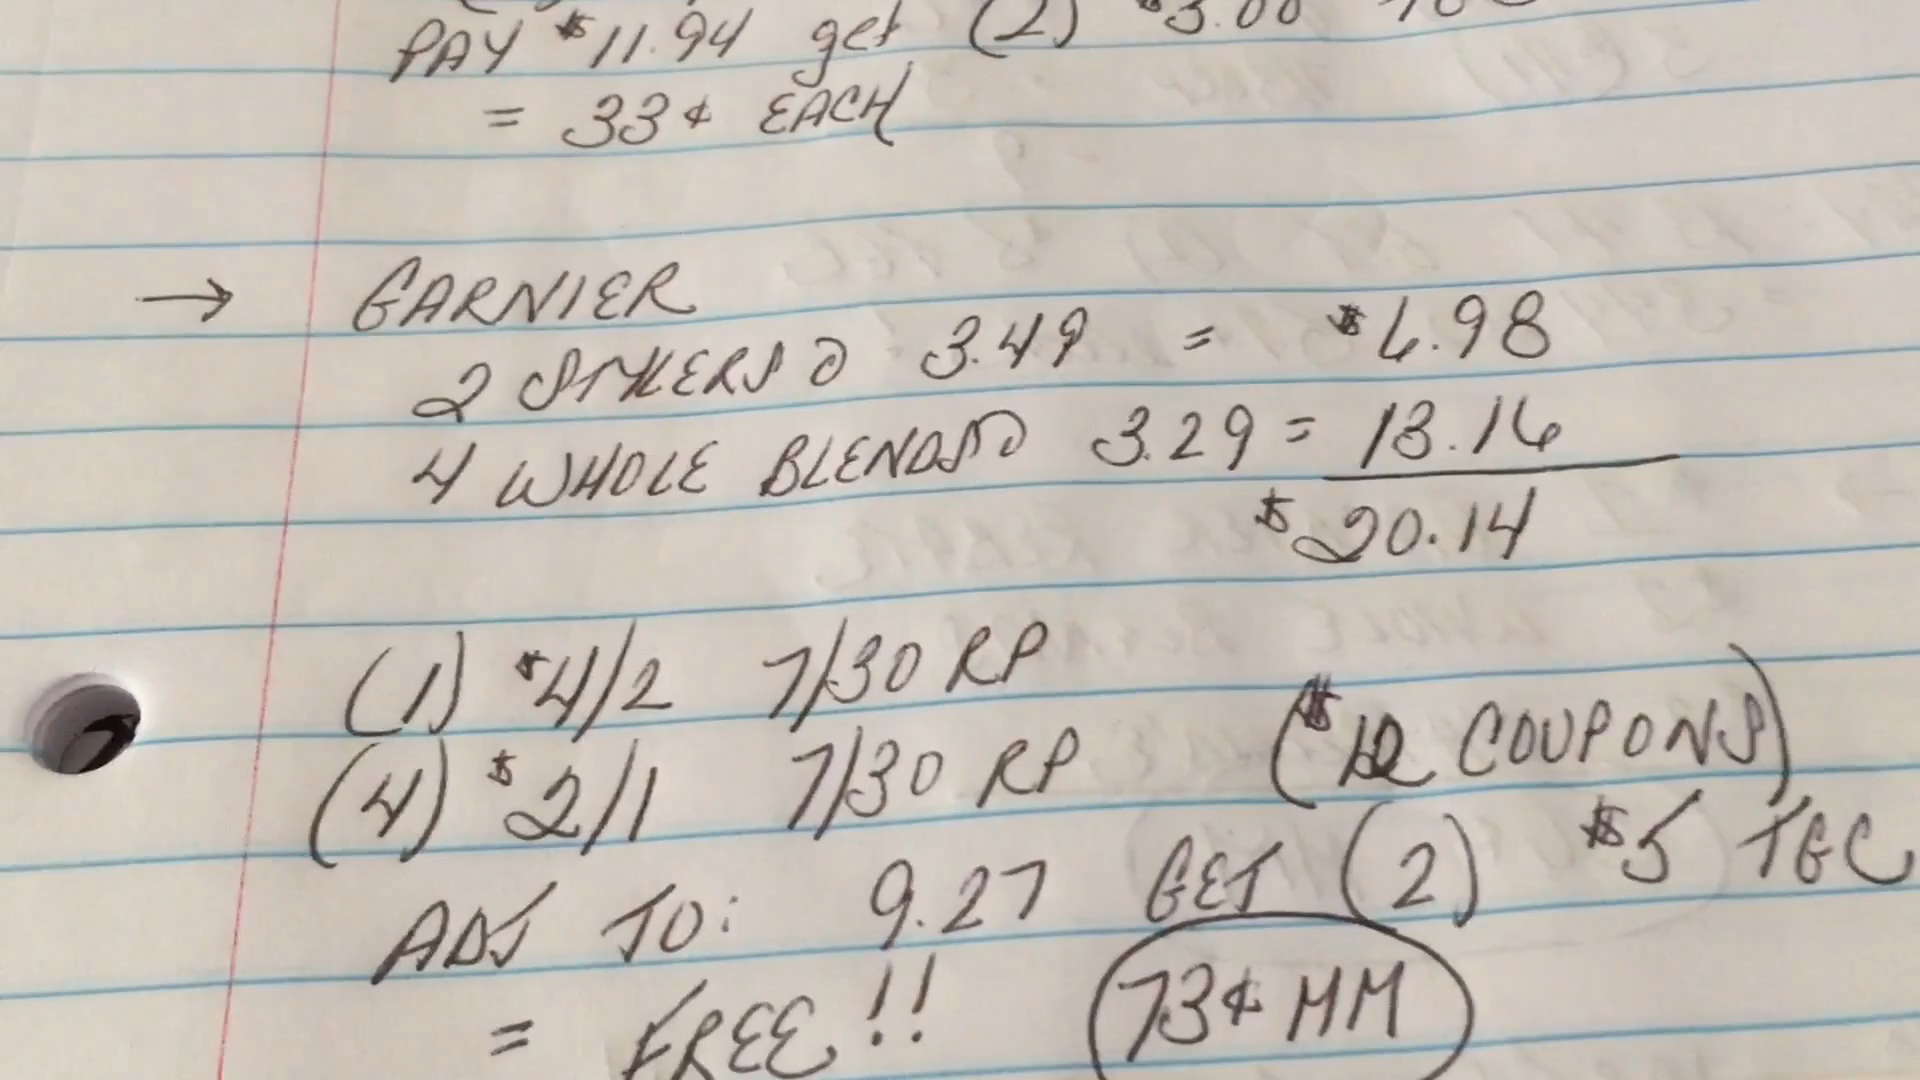 PAY $11.94 get (2) $3.00
= 33¢ EACH
→ GARNIER
2 STYLERS @ 3.49 = $6.98
4 WHOLE BLENDS @ 3.29 = 13.16
$20.14
(1) $4/2 7/30 RP
(4) $2/1 7/30 RP ($12 COUPONS)
ADJ TO: 9.27 GET (2) $5 TGC
= FREE!! 73¢ MM